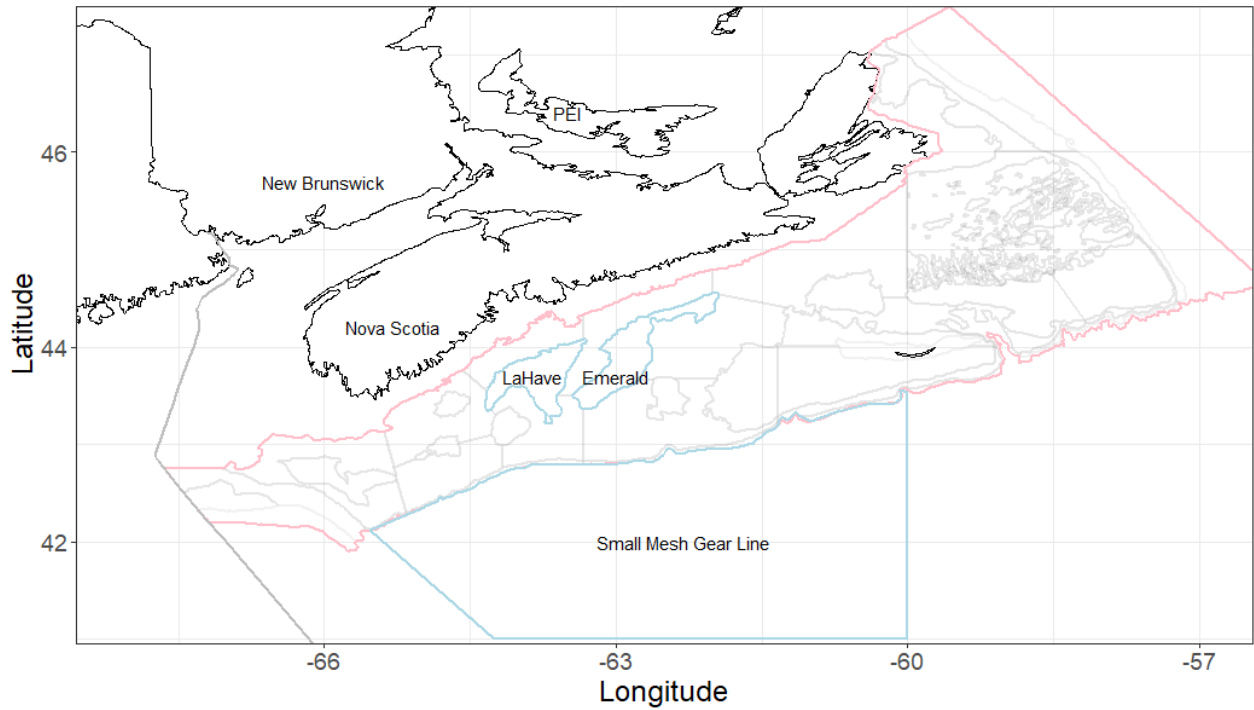 PEI
46
New Brunswick
Latitude
Nova Scotia
44
LaHave
Emerald
42
Small Mesh Gear Line
-66
-63
-60
-57
Longitude